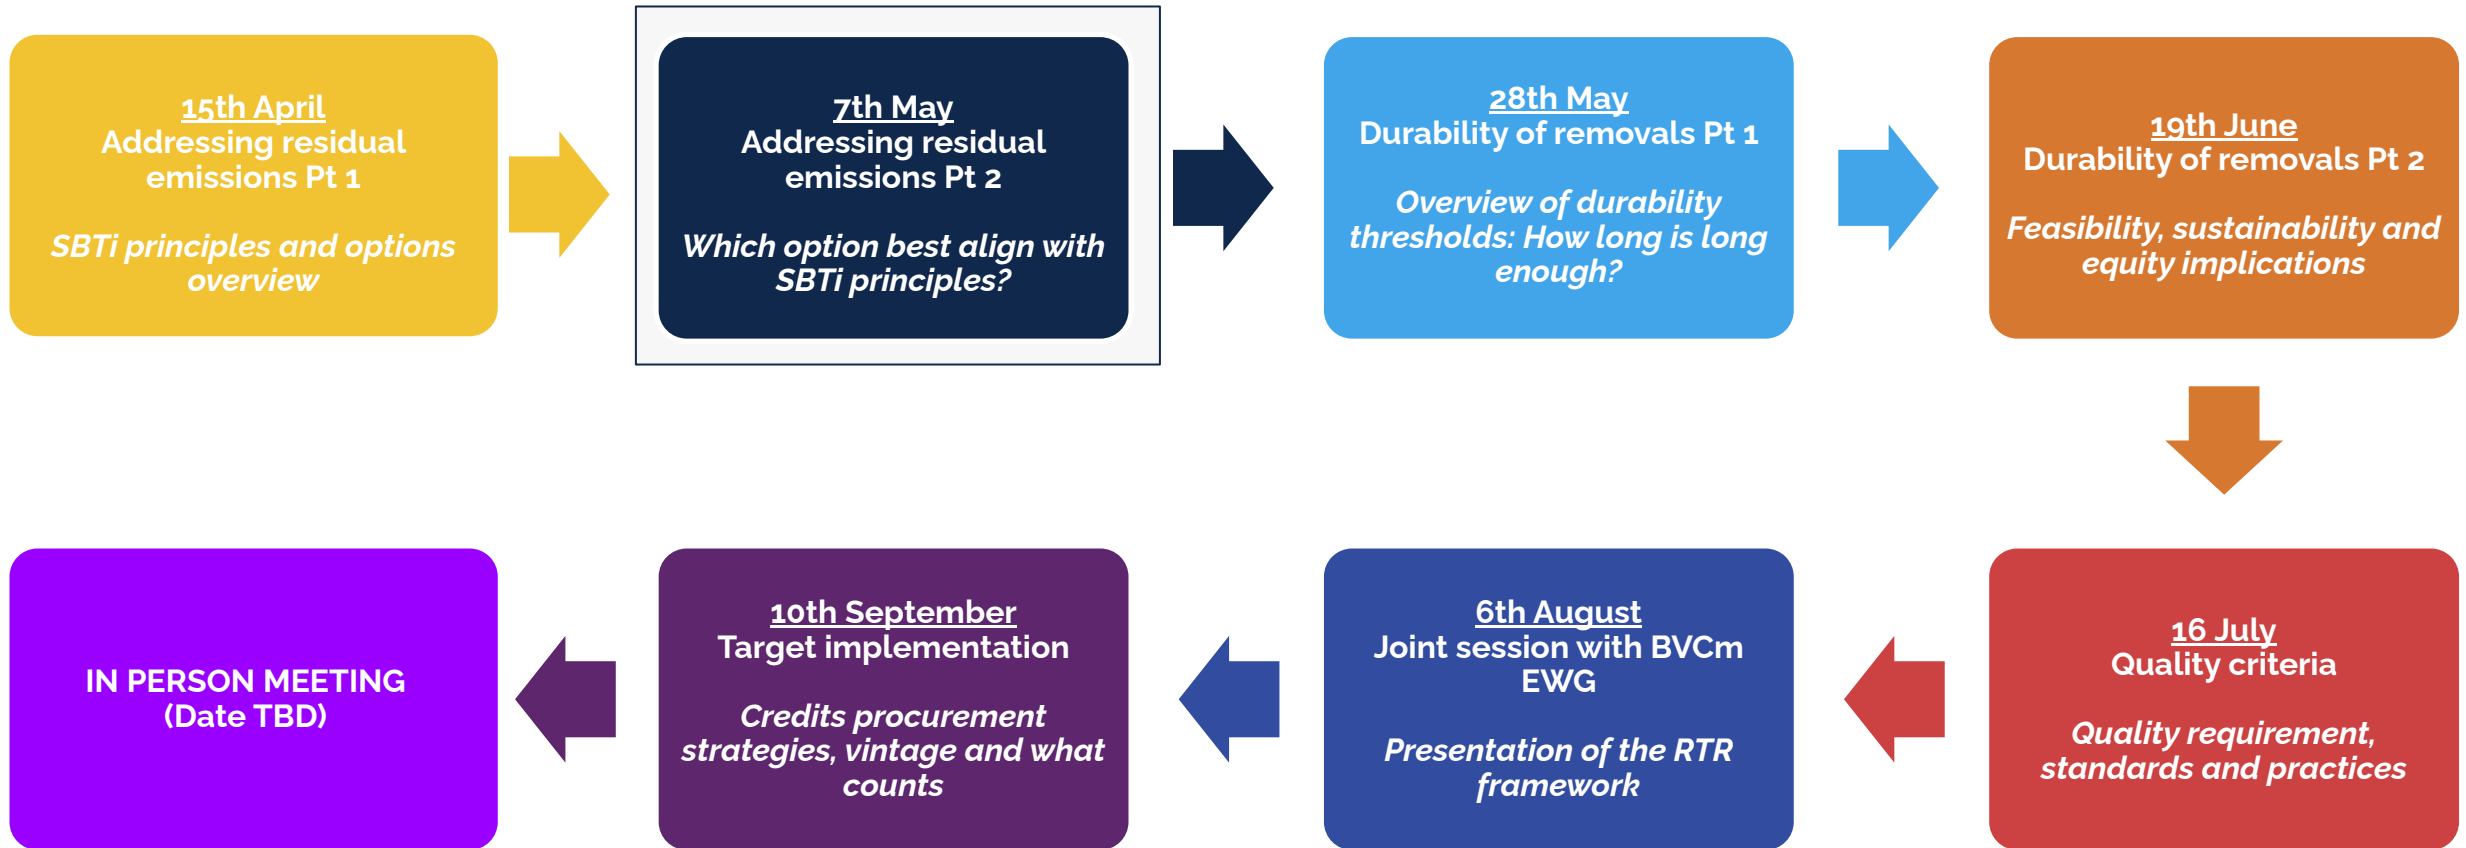 15th April
Addressing residual
emissions Pt 1
SBTi principles and options
overview
7th May
Addressing residual
emissions Pt 2
Which option best align with
SBTi principles?
28th May
Durability of removals Pt 1
Overview of durability
thresholds: How long is long
enough?
19th June
Durability of removals Pt 2
Feasibility, sustainability and
equity implications
16 July
Quality criteria
Quality requirement,
standards and practices
6th August
Joint session with BVCm
EWG
Presentation of the RTR
framework
10th September
Target implementation
Credits procurement
strategies, vintage and what
counts
IN PERSON MEETING
(Date TBD)